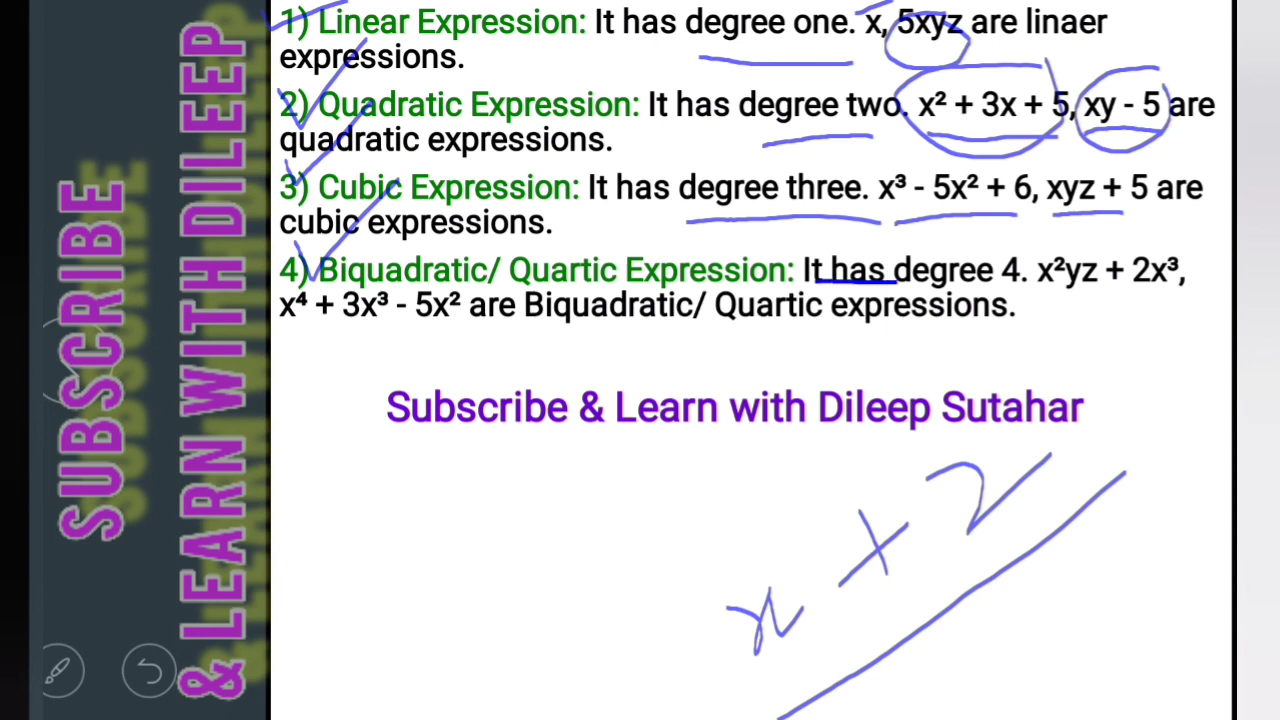 SUBSCRIBE
& LEARN WITH DILEEP
1) Linear Expression: It has degree one. x, 5xyz are linaer
expressions.
2) Quadratic Expression: It has degree two. x² + 3x + 5, xy - 5 are
quadratic expressions.
3) Cubic Expression: It has degree three. x³ - 5x² + 6, xyz + 5 are
cubic expressions.
4) Biquadratic/ Quartic Expression: It has degree 4. x²yz + 2x³,
x⁴ + 3x³ - 5x² are Biquadratic/ Quartic expressions.
Subscribe & Learn with Dileep Sutahar
x + 2